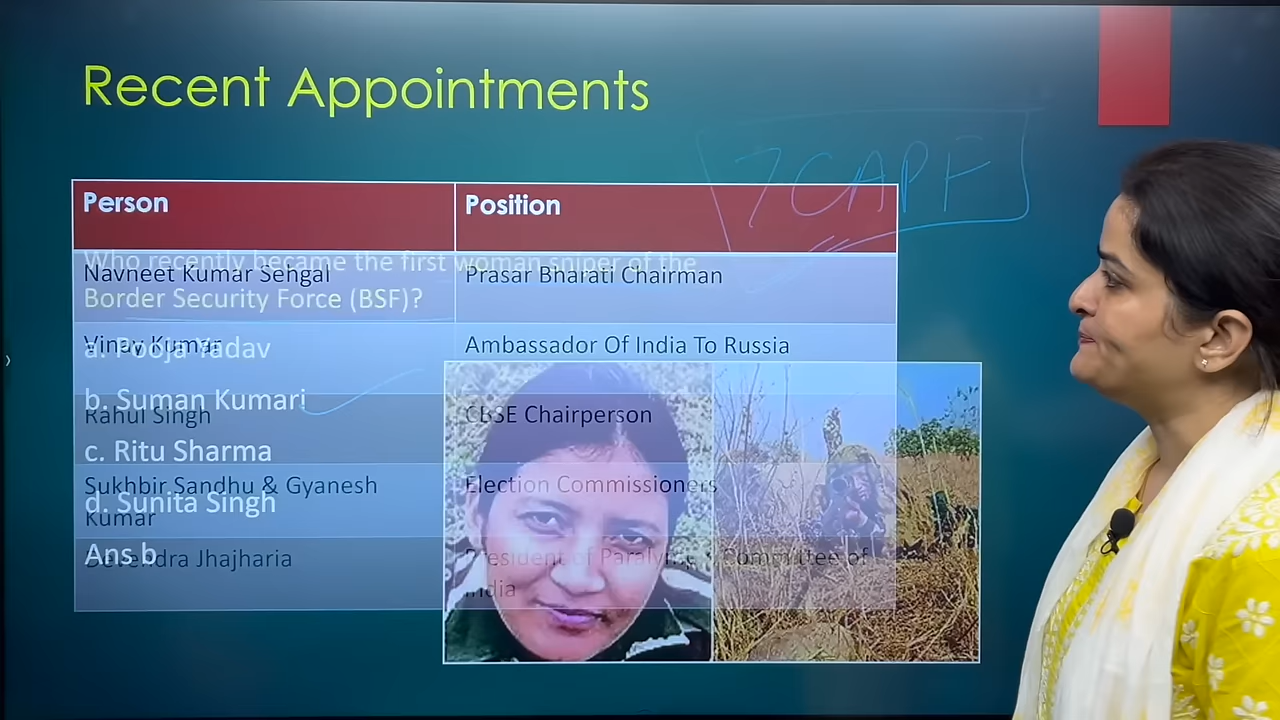 Recent Appointments
7 CAPF
Person Position
Navneet Kumar Sehgal Prasar Bharati Chairman
Vinay Kumar Ambassador Of India To Russia
Rahul Singh CBSE Chairperson
Sukhbir Sandhu & Gyanesh Kumar Election Commissioners
Devendra Jhajharia President of Committee of India
Who recently became the first woman sniper of the
Border Security Force (BSF)?
a. Pooja Yadav
b. Suman Kumari
c. Ritu Sharma
d. Sunita Singh
Ans.b